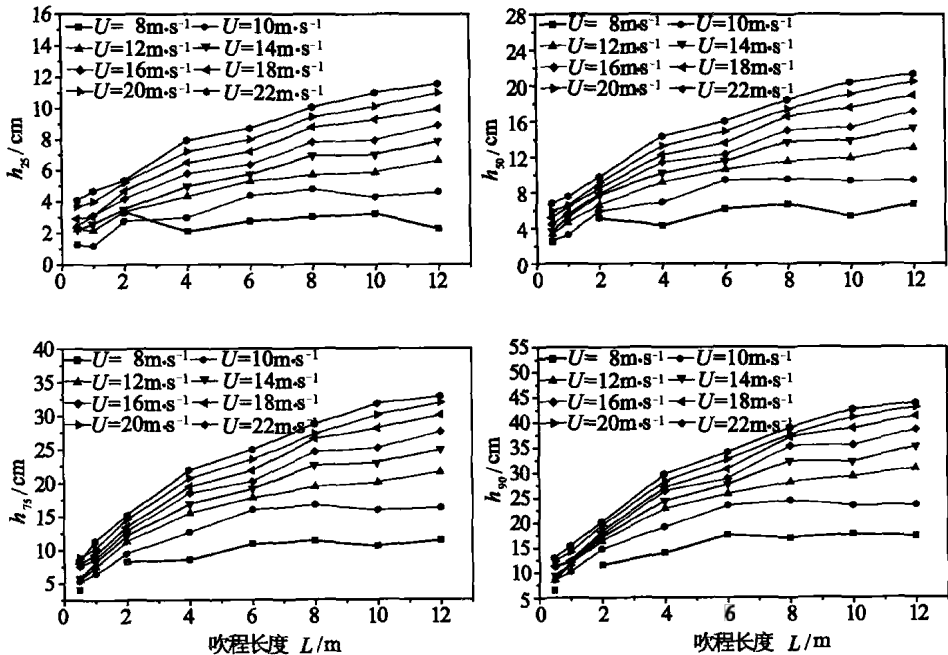 16
14
12
10
8
6
4
2
0
h25/cm
U= 8m·s⁻¹ U=10m·s⁻¹
U=12m·s⁻¹ U=14m·s⁻¹
U=16m·s⁻¹ U=18m·s⁻¹
U=20m·s⁻¹ U=22m·s⁻¹
0 2 4 6 8 10 12
28
24
20
16
12
8
4
0
h50/cm
U= 8m·s⁻¹ U=10m·s⁻¹
U=12m·s⁻¹ U=14m·s⁻¹
U=16m·s⁻¹ U=18m·s⁻¹
U=20m·s⁻¹ U=22m·s⁻¹
0 2 4 6 8 10 12
40
35
30
25
20
15
10
5
h75/cm
U= 8m·s⁻¹ U=10m·s⁻¹
U=12m·s⁻¹ U=14m·s⁻¹
U=16m·s⁻¹ U=18m·s⁻¹
U=20m·s⁻¹ U=22m·s⁻¹
0 2 4 6 8 10 12
吹程长度 L/m
55
50
45
40
35
30
25
20
15
10
5
h90/cm
U= 8m·s⁻¹ U=10m·s⁻¹
U=12m·s⁻¹ U=14m·s⁻¹
U=16m·s⁻¹ U=18m·s⁻¹
U=20m·s⁻¹ U=22m·s⁻¹
0 2 4 6 8 10 12
吹程长度 L/m